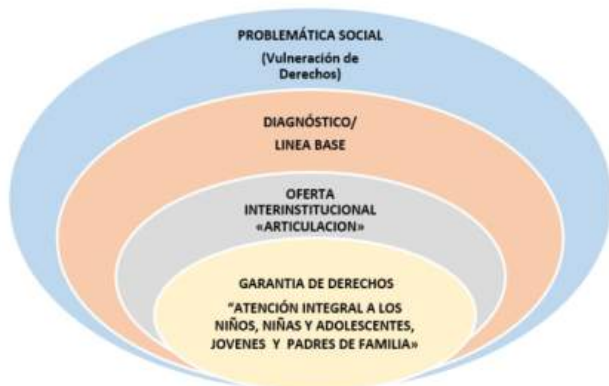 PROBLEMÁTICA SOCIAL
(Vulneración de
Derechos)
DIAGNÓSTICO/
LINEA BASE
OFERTA
INTERINSTITUCIONAL
«ARTICULACION»
GARANTIA DE DERECHOS
"ATENCIÓN INTEGRAL A LOS
NIÑOS, NIÑAS Y ADOLESCENTES,
JOVENES Y PADRES DE FAMILIA»